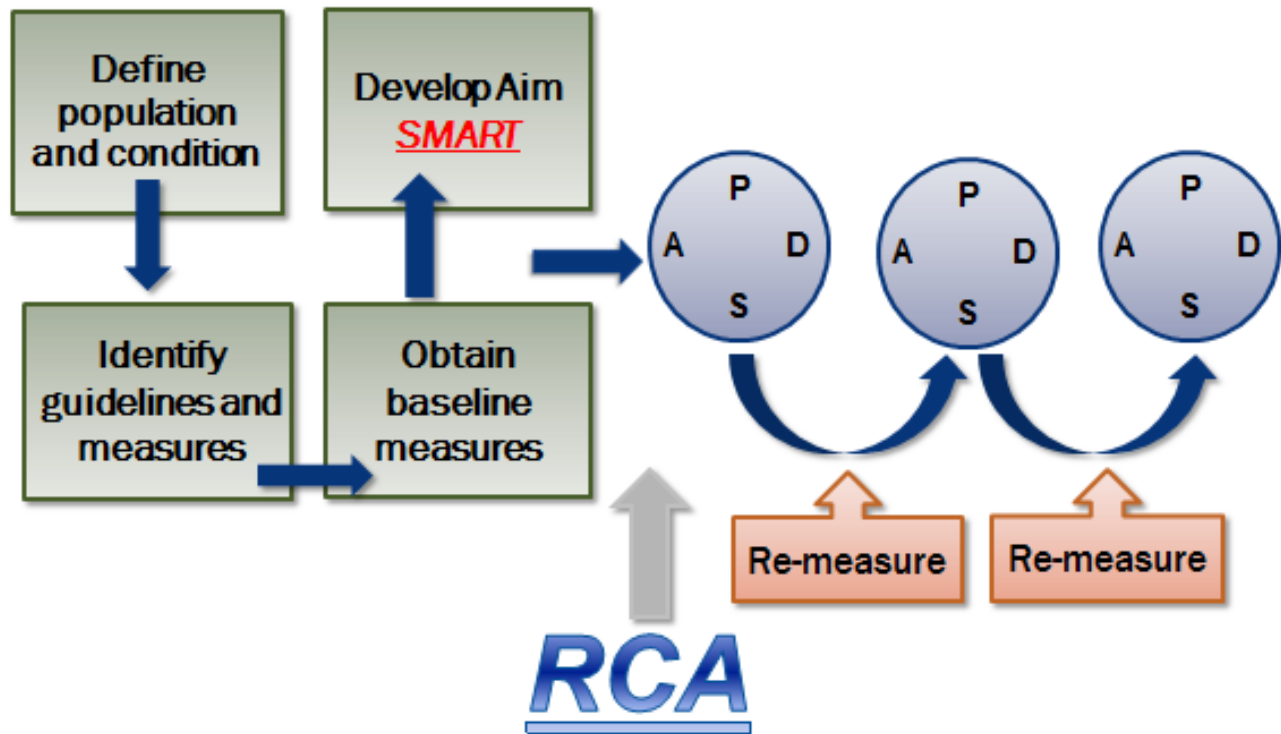 Define
population
and condition
Develop Aim
SMART
Identify
guidelines and
measures
Obtain
baseline
measures
P
A
D
S
P
A
D
S
P
A
D
S
Re-measure
Re-measure
RCA